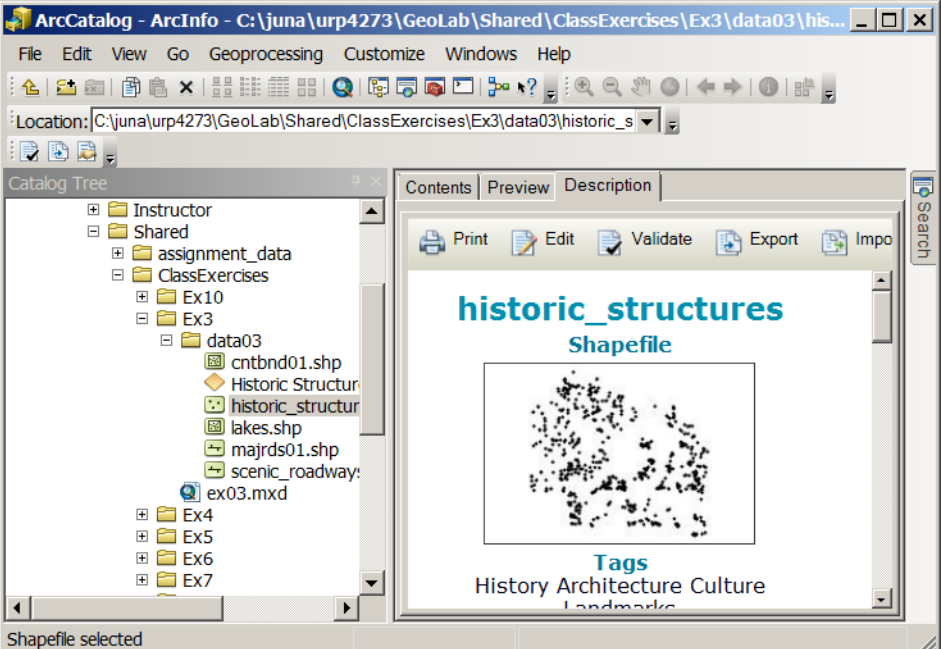 ArcCatalog - ArcInfo - C:\juna\urp4273\GeoLab\Shared\ClassExercises\Ex3\data03\his...
File Edit View Go Geoprocessing Customize Windows Help
Location: C:\juna\urp4273\GeoLab\Shared\ClassExercises\Ex3\data03\historic_s
Catalog Tree
Instructor
Shared
assignment_data
ClassExercises
Ex10
Ex3
data03
cntbnd01.shp
Historic Structur
historic_structur
lakes.shp
majrds01.shp
scenic_roadways
ex03.mxd
Ex4
Ex5
Ex6
Ex7
Contents Preview Description
Print Edit Validate Export Impo
historic_structures
Shapefile
Tags
History Architecture Culture
Landmarks
Search
Shapefile selected